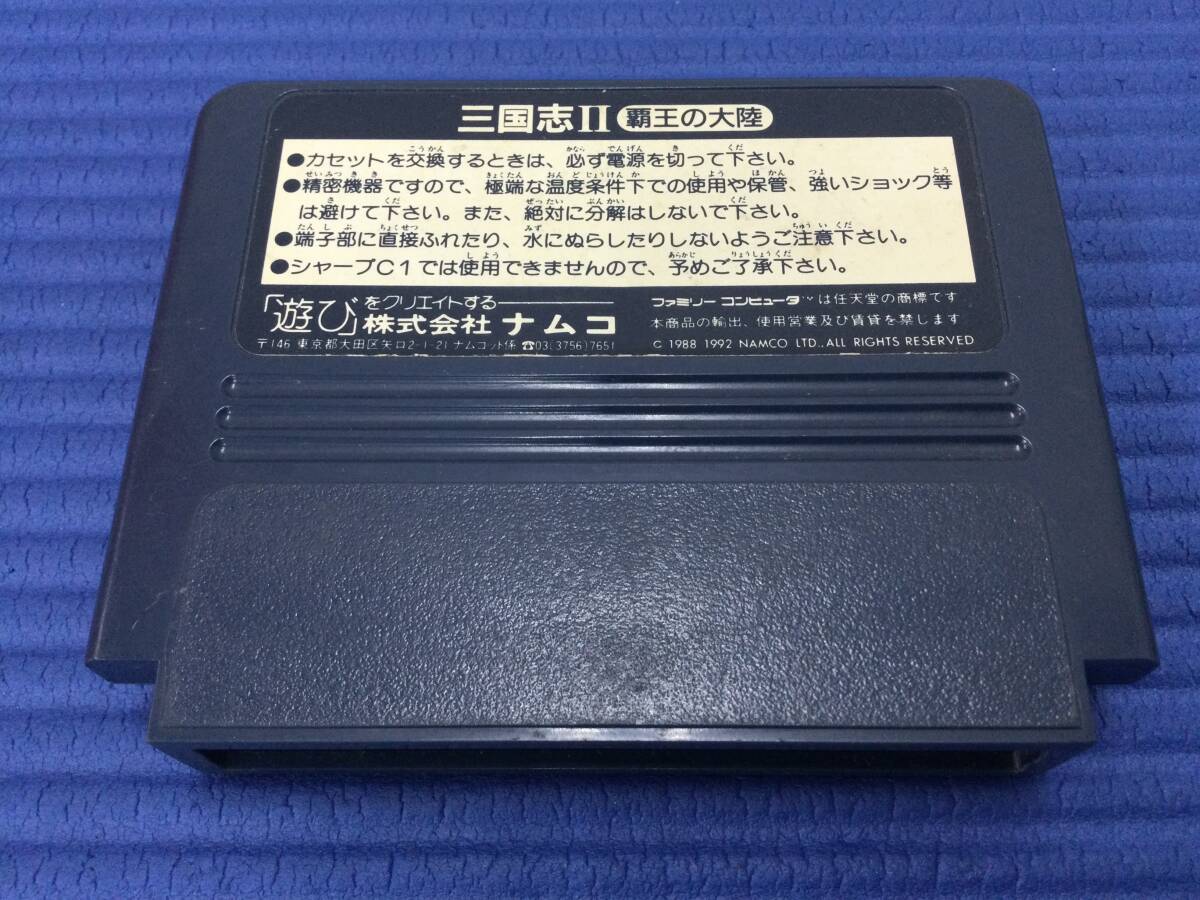 三国志II 覇王の大陸
●カセットを交換するときは、必ず電源を切って下さい。
●精密機器ですので、極端な温度条件下での使用や保管、強いショック等
は避けて下さい。また、絶対に分解はしないで下さい。
●端子部に直接ふれたり、水にぬらしたりしないようご注意下さい。
●シャープC1では使用できませんので、予めご了承下さい。
「遊び」をクリエイトする
株式会社 ナムコ
〒146 東京都大田区矢口2-1-21 ナムコット係 ☎03(3756)7651
ファミリー コンピュータ™は任天堂の商標です
本商品の輸出、使用営業及び賃貸を禁します
© 1988 1992 NAMCO LTD., ALL RIGHTS RESERVED